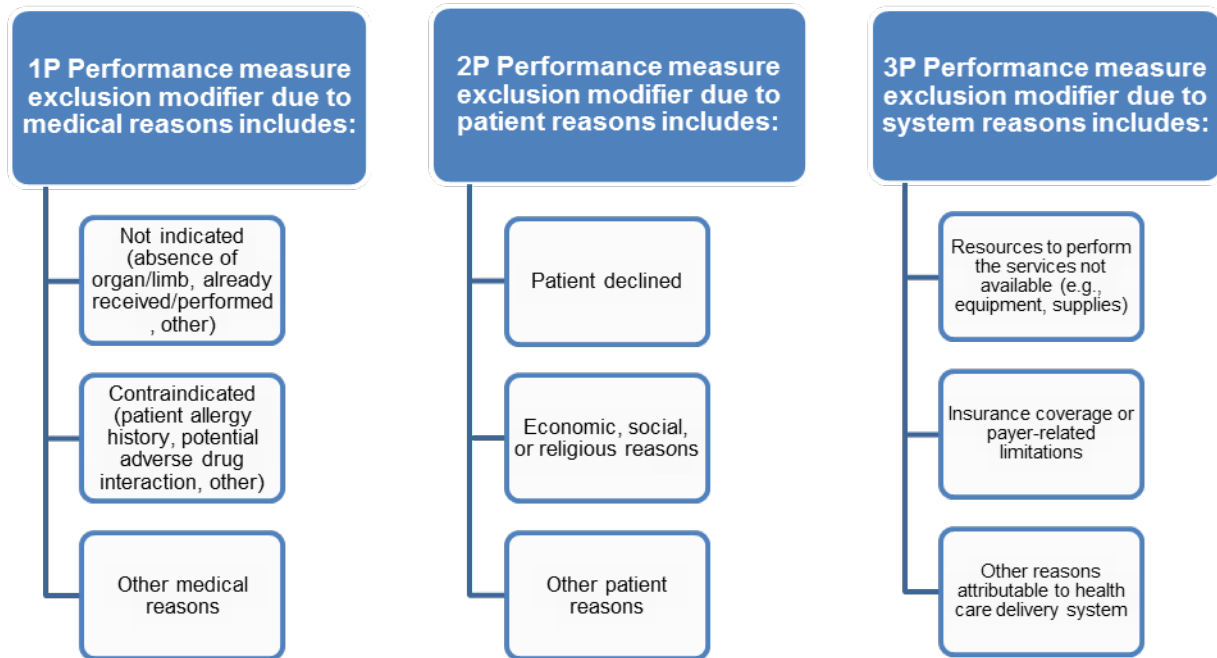 1P Performance measure
exclusion modifier due to
medical reasons includes:
Not indicated
(absence of
organ/limb, already
received/performed
, other)
Contraindicated
(patient allergy
history, potential
adverse drug
interaction, other)
Other medical
reasons
2P Performance measure
exclusion modifier due to
patient reasons includes:
Patient declined
Economic, social,
or religious reasons
Other patient
reasons
3P Performance measure
exclusion modifier due to
system reasons includes:
Resources to perform
the services not
available (e.g.,
equipment, supplies)
Insurance coverage or
payer-related
limitations
Other reasons
attributable to health
care delivery system